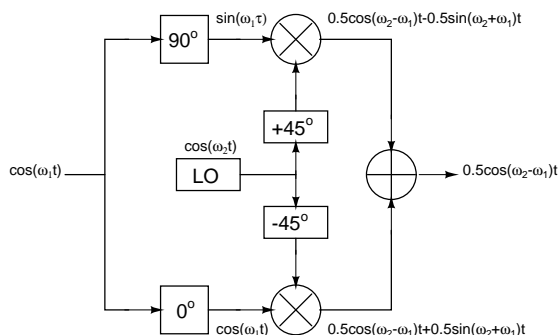 sin(ω₁τ)
0.5cos(ω₂-ω₁)t-0.5sin(ω₂+ω₁)t
90°
+45°
cos(ω₂t)
cos(ω₁t)
LO
0.5cos(ω₂-ω₁)t
-45°
0°
cos(ω₁t)
0.5cos(ω₂-ω₁)t+0.5sin(ω₂+ω₁)t